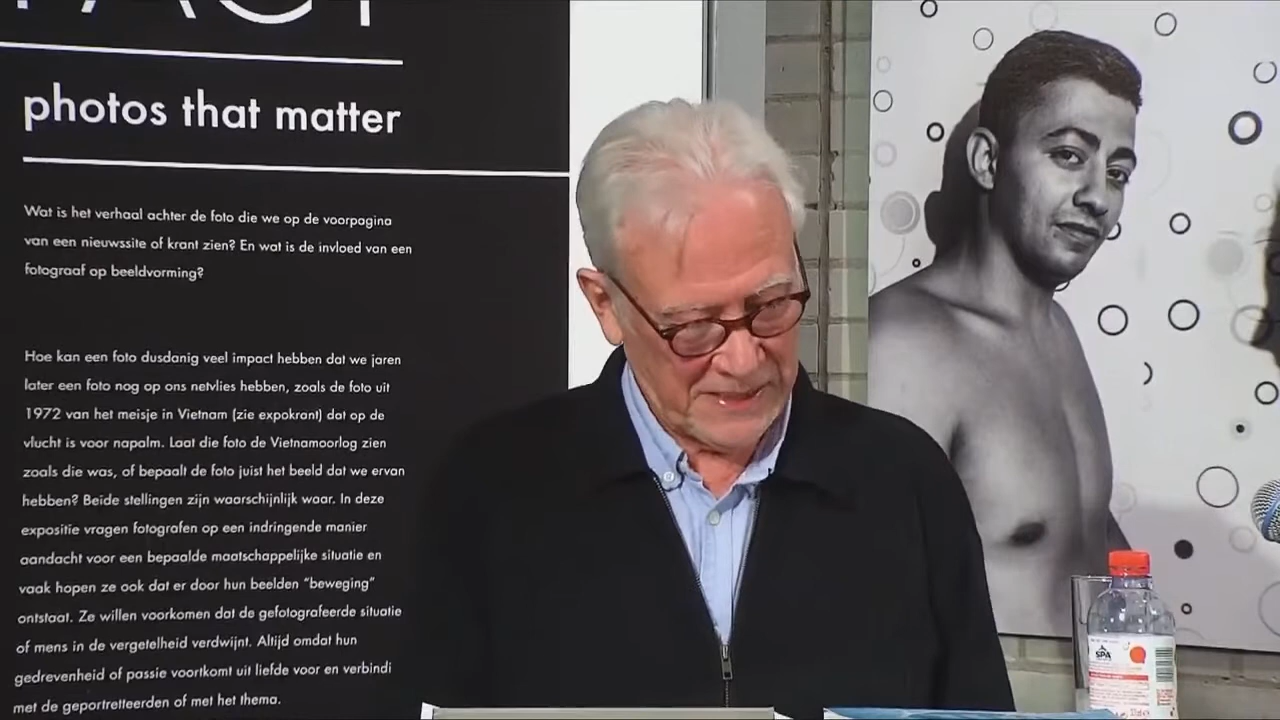 photos that matter
Wat is het verhaal achter de foto die we op de voorpagina
van een nieuwssite of krant zien? En wat is de invloed van een
fotograaf op beeldvorming?
Hoe kan een foto dusdanig veel impact hebben dat we jaren
later een foto nog op ons netvlies hebben, zoals de foto uit
1972 van het meisje in Vietnam (zie expokrant) dat op de
vlucht is voor napalm. Laat die foto de Vietnamoorlog zien
zoals die was, of bepaalt de foto juist het beeld dat we ervan
hebben? Beide stellingen zijn waarschijnlijk waar. In deze
expositie vragen fotografen op een indringende manier
aandacht voor een bepaalde maatschappelijke situatie en
vaak hopen ze ook dat er door hun beelden “beweging”
ontstaat. Ze willen voorkomen dat de gefotografeerde situatie
of mens in de vergetelheid verdwijnt. Altijd omdat hun
gedrevenheid of passie voortkomt uit liefde voor en verbindi
met de geportretteerden of met het thema.
SPA